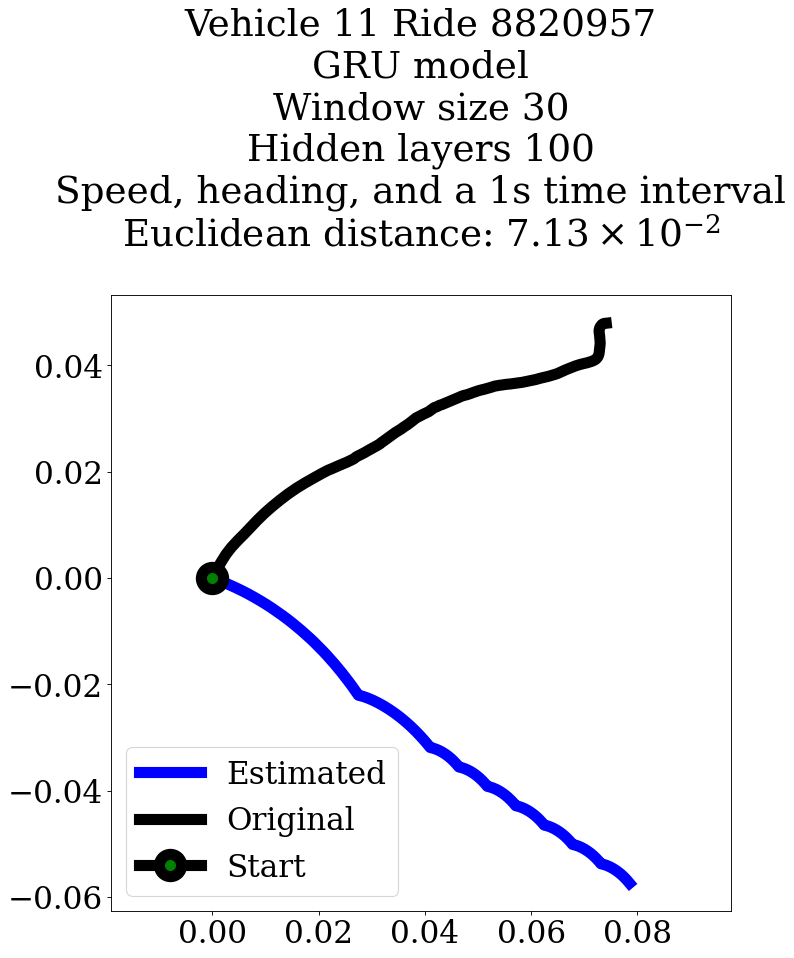 Vehicle 11 Ride 8820957
GRU model
Window size 30
Hidden layers 100
Speed, heading, and a 1s time interval
Euclidean distance: 7.13 × 10⁻²
0.04
0.02
0.00
−0.02
−0.04
−0.06
Estimated
Original
Start
0.00 0.02 0.04 0.06 0.08